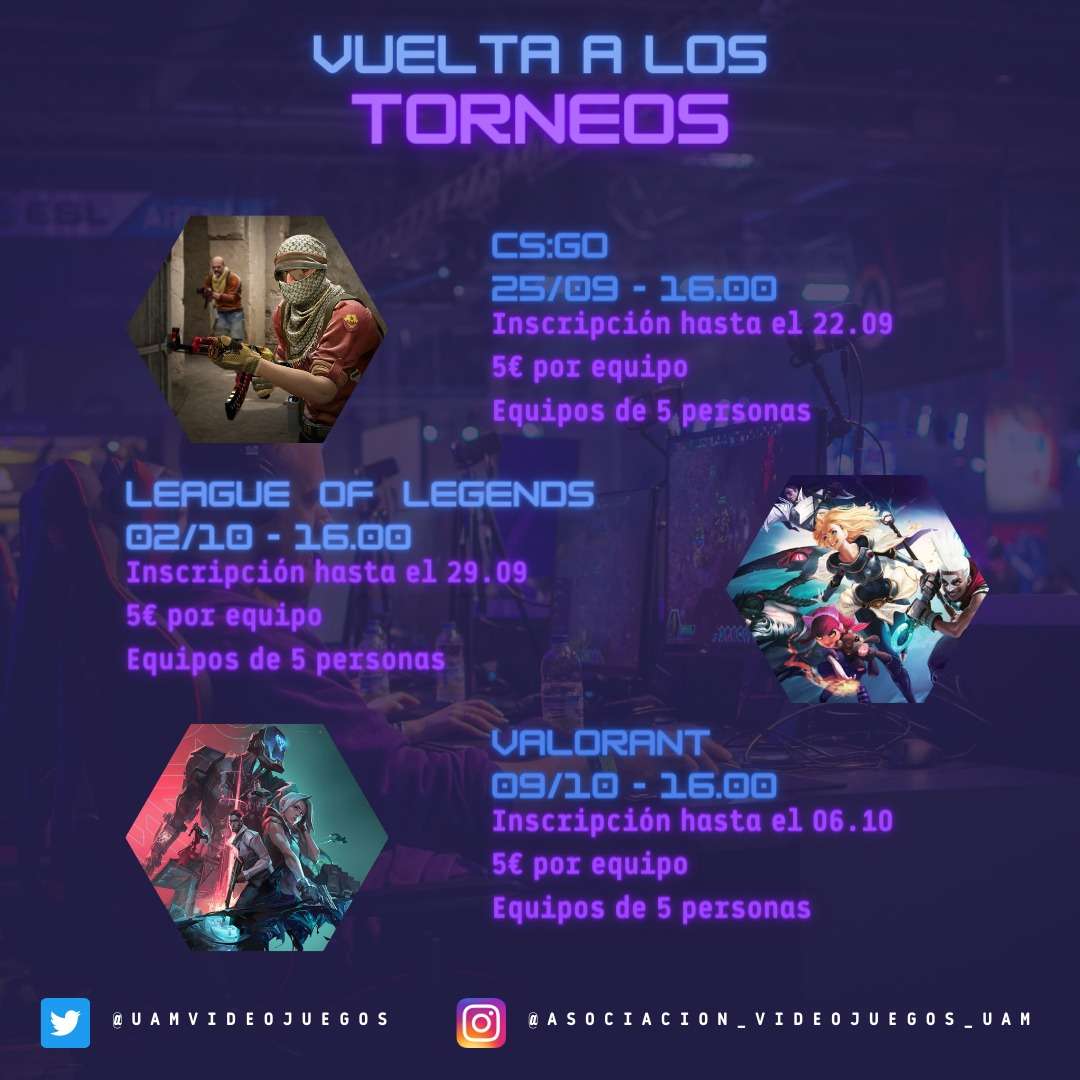 VUELTA A LOS
TORNEOS
ESL
CS:GO
25/09 - 16.00
Inscripción hasta el 22.09
5€ por equipo
Equipos de 5 personas
LEAGUE OF LEGENDS
02/10 - 16.00
Inscripción hasta el 29.09
5€ por equipo
Equipos de 5 personas
VALORANT
09/10 - 16.00
Inscripción hasta el 06.10
5€ por equipo
Equipos de 5 personas
@UAMVIDEOJUEGOS
@ASOCIACION_VIDEOJUEGOS_UAM